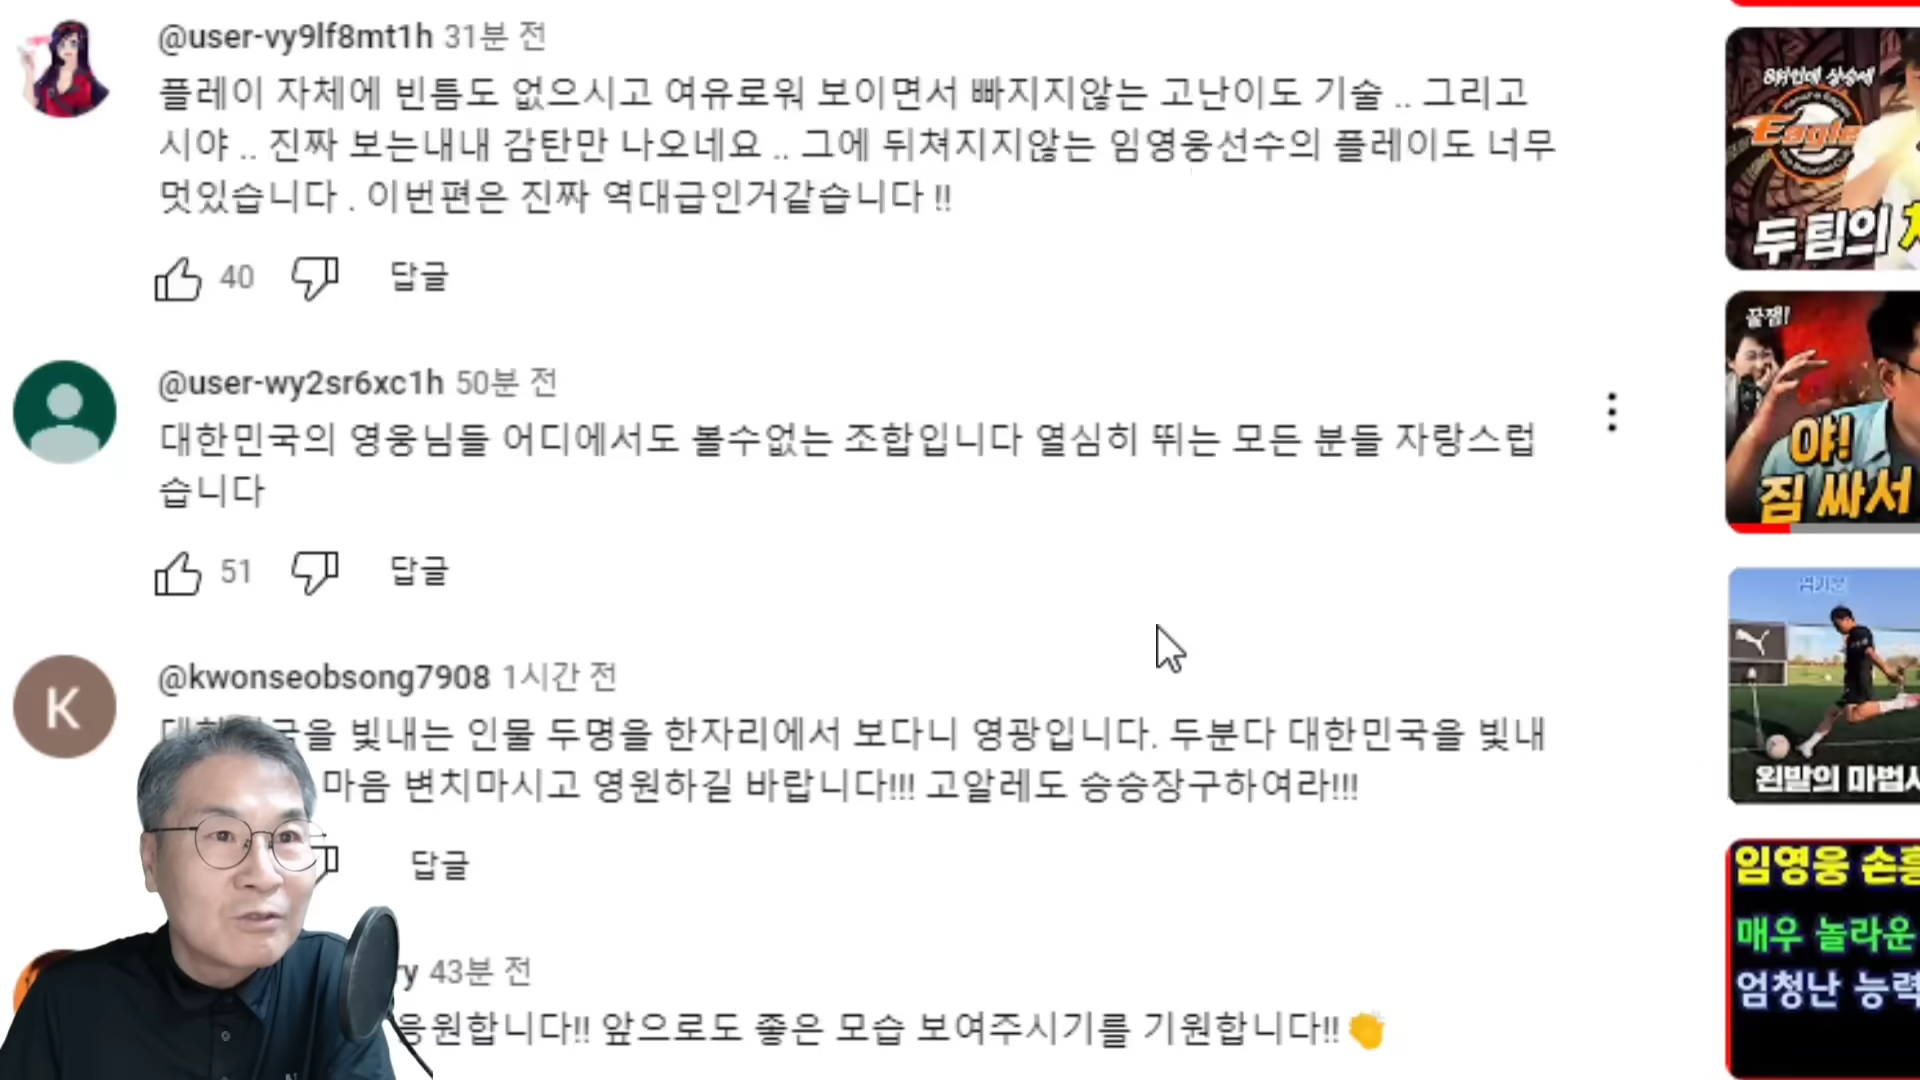 @user-vy9lf8mt1h 31분 전
플레이 자체에 빈틈도 없으시고 여유로워 보이면서 빠지지않는 고난이도 기술 .. 그리고
시야 .. 진짜 보는내내 감탄만 나오네요 .. 그에 뒤쳐지지않는 임영웅선수의 플레이도 너무
멋있습니다 . 이번편은 진짜 역대급인거같습니다 !!
40 답글
@user-wy2sr6xc1h 50분 전
대한민국의 영웅님들 어디에서도 볼수없는 조합입니다 열심히 뛰는 모든 분들 자랑스럽
습니다
51 답글
K
@kwonseobsong7908 1시간 전
빛내는 인물 두명을 한자리에서 보다니 영광입니다. 두분다 대한민국을 빛내
마음 변치마시고 영원하길 바랍니다!!! 고알레도 승승장구하여라!!!
답글
ry 43분 전
응원합니다!! 앞으로도 좋은 모습 보여주시기를 기원합니다!!👏
Eagle
두 팀의
꿀잼!
야!
짐 싸서
왼발의 마법사
임영웅 손흥
매우 놀라운
엄청난 능력